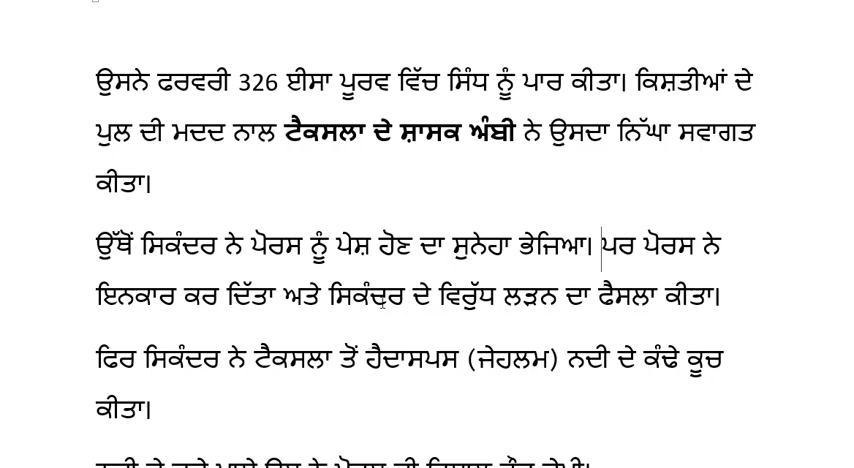 ਉਸਨੇ ਫਰਵਰੀ 326 ਈਸਾ ਪੂਰਵ ਵਿੱਚ ਸਿੰਧ ਨੂੰ ਪਾਰ ਕੀਤਾ। ਕਿਸ਼ਤੀਆਂ ਦੇ
ਪੁਲ ਦੀ ਮਦਦ ਨਾਲ ਟੈਕਸਲਾ ਦੇ ਸ਼ਾਸਕ ਅੰਬੀ ਨੇ ਉਸਦਾ ਨਿੱਘਾ ਸਵਾਗਤ
ਕੀਤਾ।
ਉੱਥੋਂ ਸਿਕੰਦਰ ਨੇ ਪੋਰਸ ਨੂੰ ਪੇਸ਼ ਹੋਣ ਦਾ ਸੁਨੇਹਾ ਭੇਜਿਆ। ਪਰ ਪੋਰਸ ਨੇ
ਇਨਕਾਰ ਕਰ ਦਿੱਤਾ ਅਤੇ ਸਿਕੰਦਰ ਦੇ ਵਿਰੁੱਧ ਲੜਨ ਦਾ ਫੈਸਲਾ ਕੀਤਾ।
ਫਿਰ ਸਿਕੰਦਰ ਨੇ ਟੈਕਸਲਾ ਤੋਂ ਹੈਦਾਸਪਸ (ਜੇਹਲਮ) ਨਦੀ ਦੇ ਕੰਢੇ ਕੂਚ
ਕੀਤਾ।